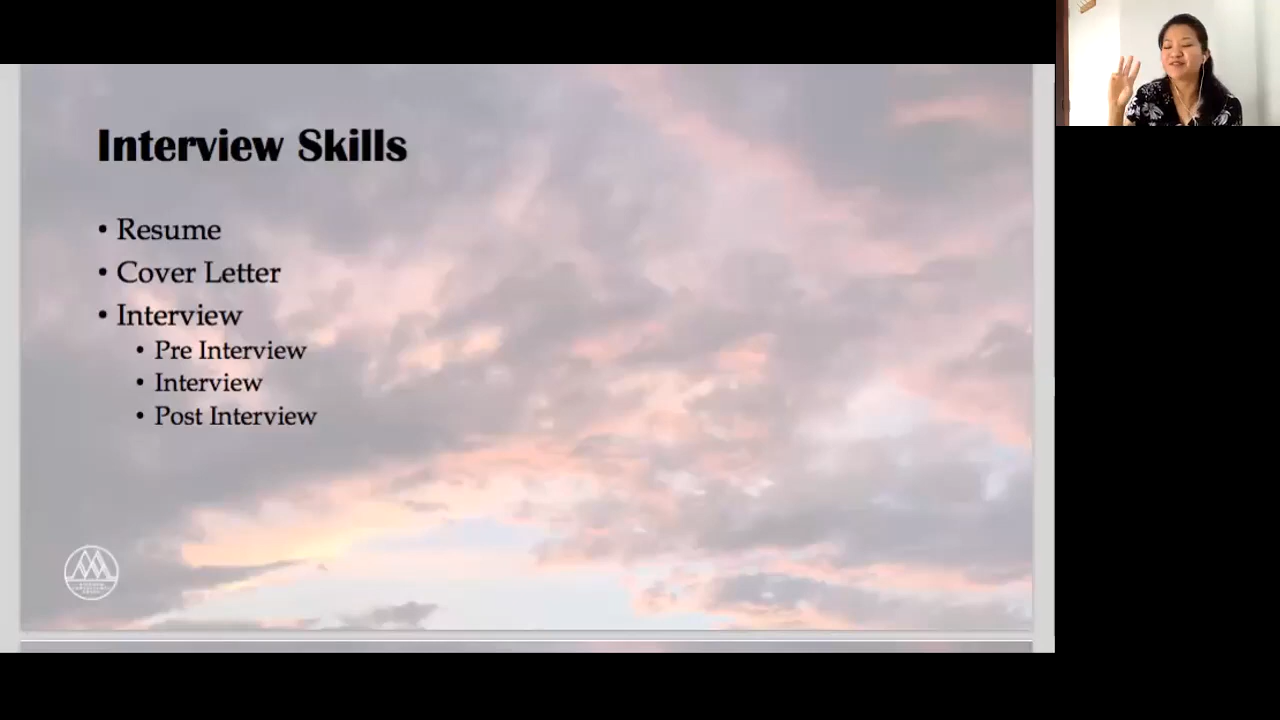 Interview Skills
• Resume
• Cover Letter
• Interview
• Pre Interview
• Interview
• Post Interview